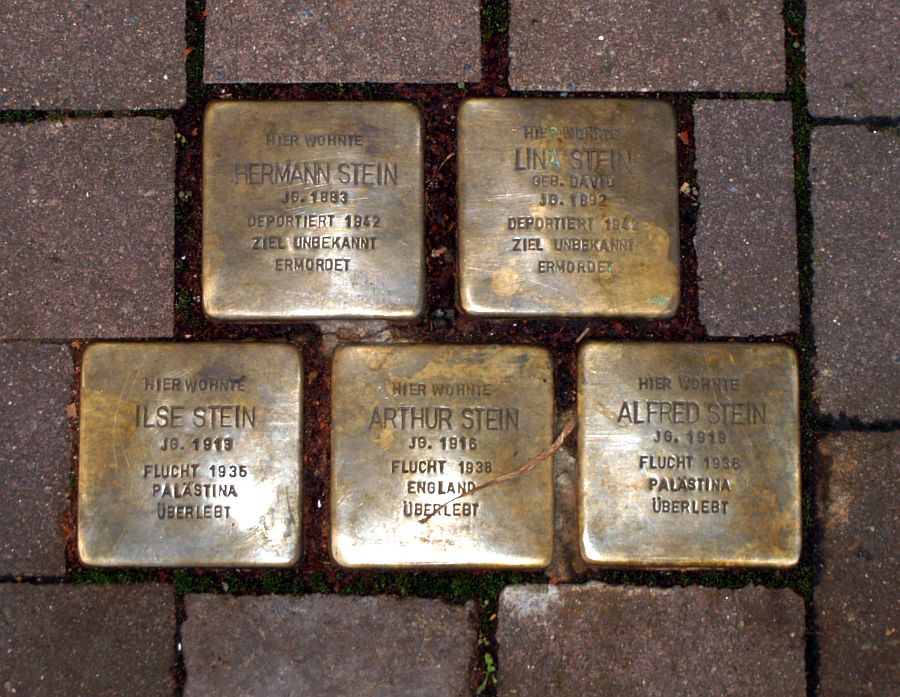 HIER WOHNTE
HERMANN STEIN
JG. 1883
DEPORTIERT 1942
ZIEL UNBEKANNT
ERMORDET
HIER WOHNTE
LINA STEIN
GEB. DAVID
JG. 1892
DEPORTIERT 1942
ZIEL UNBEKANNT
ERMORDET
HIER WOHNTE
ILSE STEIN
JG. 1913
FLUCHT 1935
PALÄSTINA
ÜBERLEBT
HIER WOHNTE
ARTHUR STEIN
JG. 1916
FLUCHT 1938
ENGLAND
ÜBERLEBT
HIER WOHNTE
ALFRED STEIN
JG. 1919
FLUCHT 1936
PALÄSTINA
ÜBERLEBT